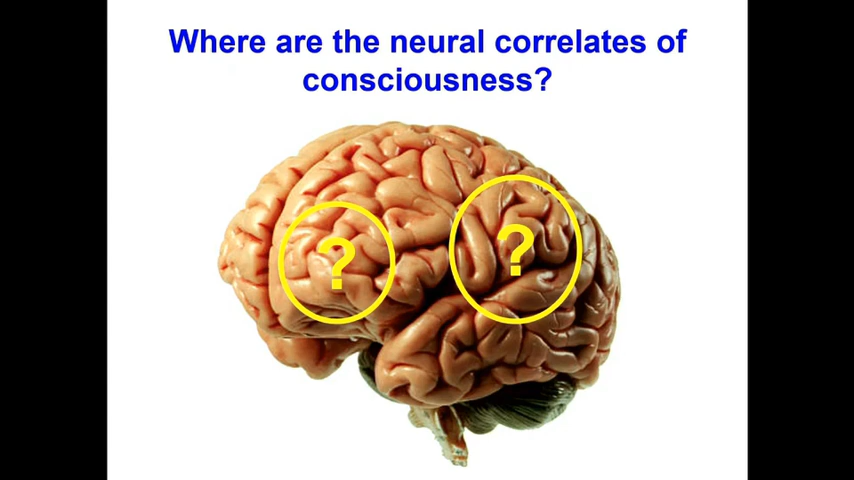 Where are the neural correlates of
consciousness?
? ?